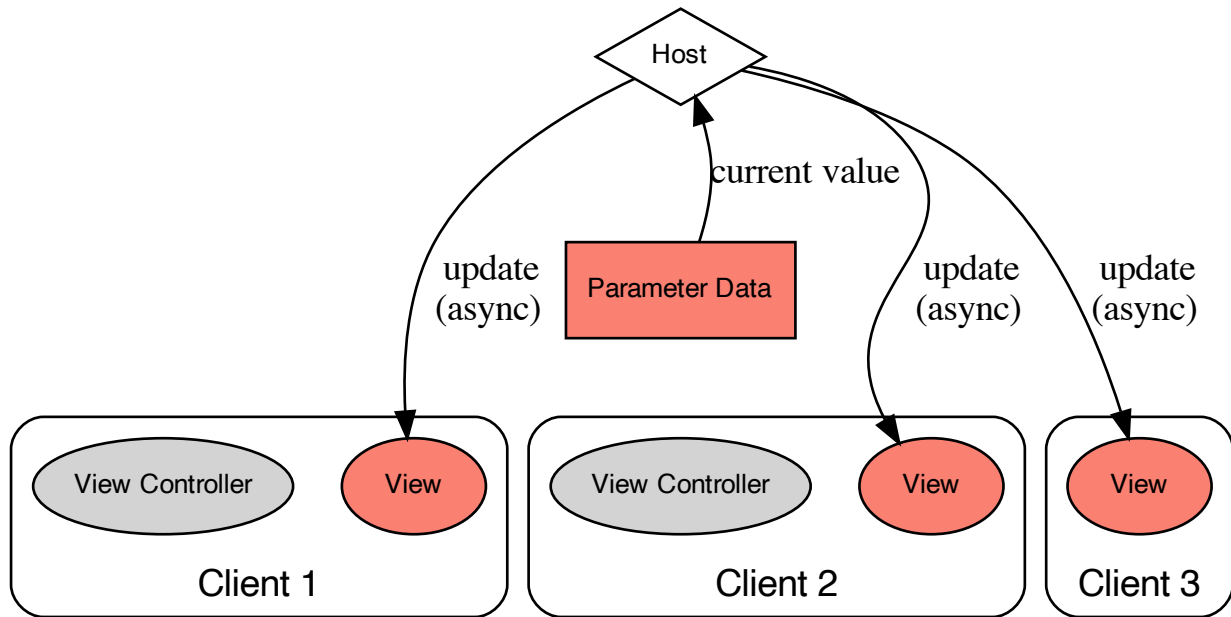 Host
current value
update
(async)
Parameter Data
update
(async)
update
(async)
View Controller
View
Client 1
View Controller
View
Client 2
View
Client 3